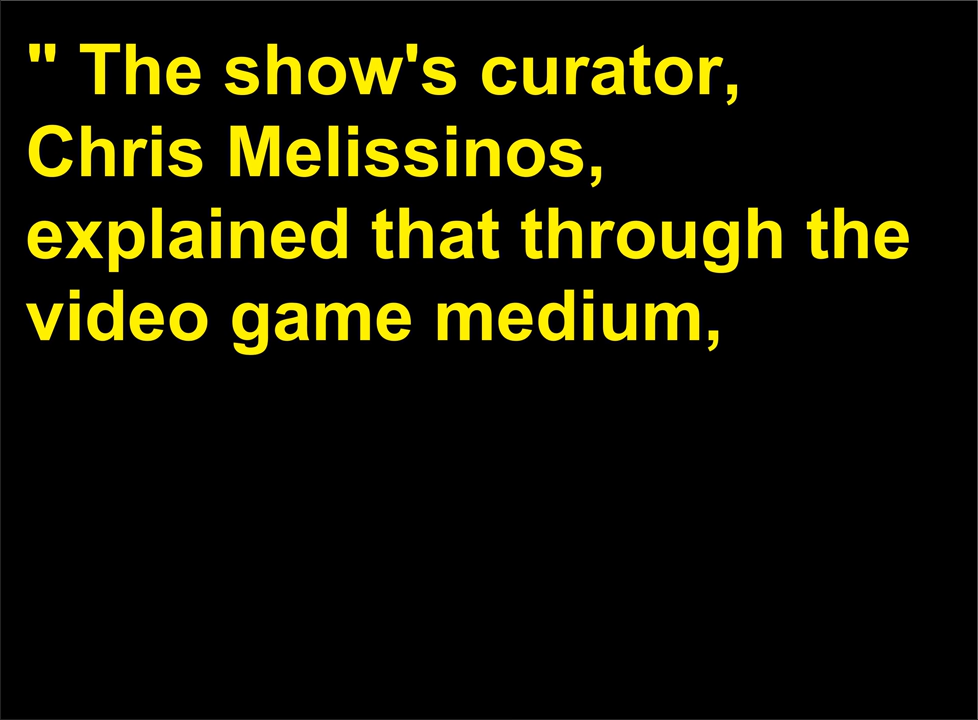 " The show's curator,
Chris Melissinos,
explained that through the
video game medium,